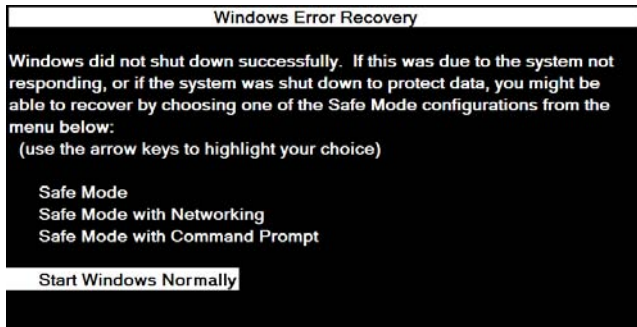 Windows Error Recovery
Windows did not shut down successfully. If this was due to the system not
responding, or if the system was shut down to protect data, you might be
able to recover by choosing one of the Safe Mode configurations from the
menu below:
(use the arrow keys to highlight your choice)
Safe Mode
Safe Mode with Networking
Safe Mode with Command Prompt
Start Windows Normally